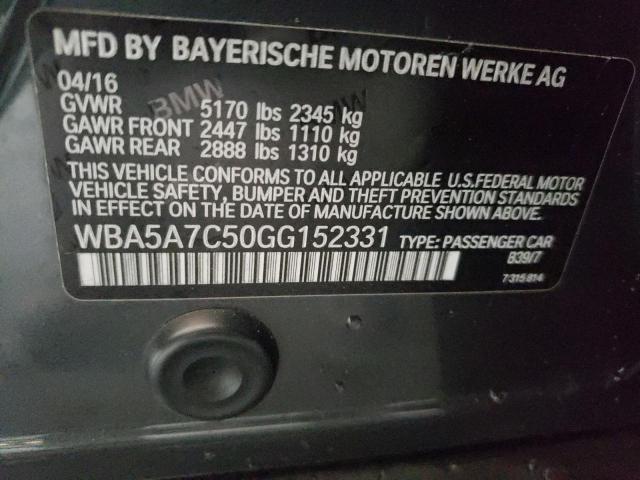 MFD BY BAYERISCHE MOTOREN WERKE AG
04/16
BMW
GVWR 5170 lbs 2345 kg
GAWR FRONT 2447 lbs 1110 kg
GAWR REAR 2888 lbs 1310 kg
THIS VEHICLE CONFORMS TO ALL APPLICABLE U.S.FEDERAL MOTOR
VEHICLE SAFETY, BUMPER AND THEFT PREVENTION STANDARDS
IN EFFECT ON THE DATE OF MANUFACTURE SHOWN ABOVE.
WBA5A7C50GG152331 TYPE: PASSENGER CAR
B39/7
7 315 814